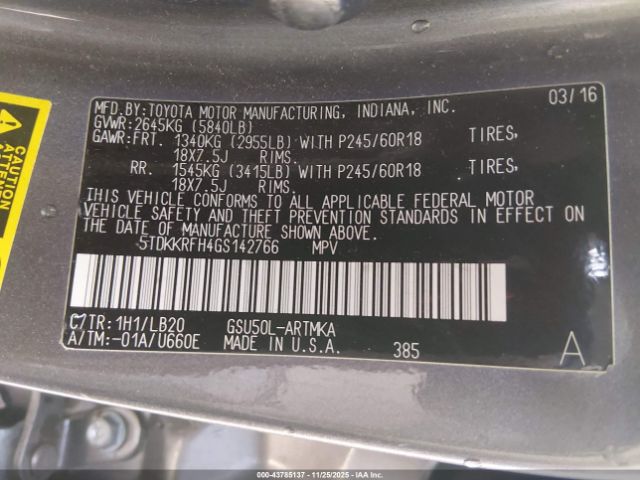 MFD.BY:TOYOTA MOTOR MANUFACTURING, INDIANA, INC. 03/16
GVWR:2645KG (5840LB)
GAWR:FRT. 1340KG (2955LB) WITH P245/60R18 TIRES,
18X7.5J RIMS.
RR. 1545KG (3415LB) WITH P245/60R18 TIRES,
18X7.5J RIMS.
THIS VEHICLE CONFORMS TO ALL APPLICABLE FEDERAL MOTOR
VEHICLE SAFETY AND THEFT PREVENTION STANDARDS IN EFFECT ON
THE DATE OF MANUFACTURE SHOWN ABOVE.
5TDKKRFH4GS142766 MPV
C/TR:1H1/LB20 GSU50L-ARTMKA
A/TM:-01A/U660E MADE IN U.S.A. 385 A
CAUTION
ATTENTION
© IAA-43785137 - 11/25/2025 - IAAI.COM